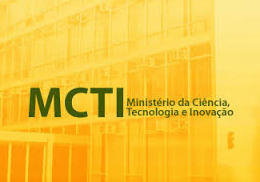 MCTI
Ministério da Ciência,
Tecnologia e Inovação